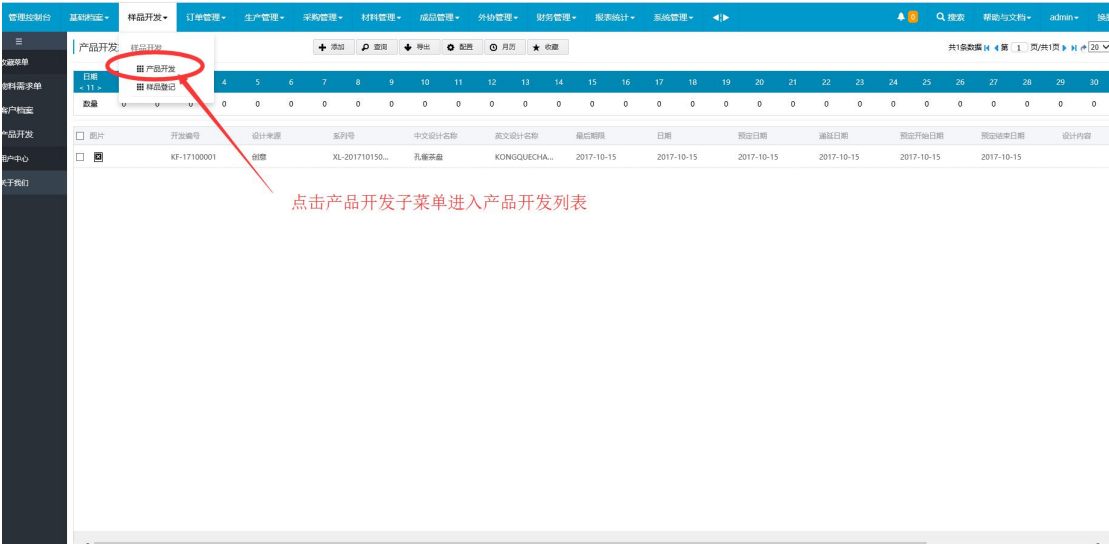 管理控制台 基础档案 样品开发 订单管理 生产管理 采购管理 材料管理 成品管理 外协管理 财务管理 报表统计 系统管理 0 搜索 帮助与文档 admin
产品开发 样品开发 添加 查询 导出 配置 月历 收藏 共1条数据 第 1 页/共1页 20
收藏菜单
产品开发
物料需求单
样品登记
日期 4 5 6 7 8 9 10 11 12 13 14 15 16 17 18 19 20 21 22 23 24 25 26 27 28 29 30
< 11 >
客户档案
数量 0 0 0 0 0 0 0 0 0 0 0 0 0 0 0 0 0 0 0 0 0 0 0 0 0 0 0 0 0 0
产品开发
图片 开发编号 设计来源 系列号 中文设计名称 英文设计名称 最后期限 日期 预定日期 递延日期 预定开始日期 预定结束日期 设计内容
用户中心
KF-17100001 创意 XL-201710150... 孔雀茶盘 KONGQUECHA... 2017-10-15 2017-10-15 2017-10-15 2017-10-15 2017-10-15 2017-10-15
关于我们
点击产品开发子菜单进入产品开发列表